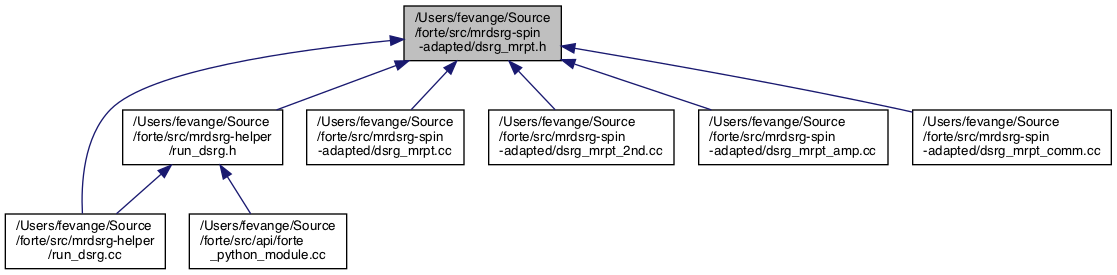 /Users/fevange/Source
/forte/src/mrdsrg-spin
-adapted/dsrg_mrpt.h
/Users/fevange/Source
/forte/src/mrdsrg-helper
/run_dsrg.h
/Users/fevange/Source
/forte/src/mrdsrg-spin
-adapted/dsrg_mrpt.cc
/Users/fevange/Source
/forte/src/mrdsrg-spin
-adapted/dsrg_mrpt_2nd.cc
/Users/fevange/Source
/forte/src/mrdsrg-spin
-adapted/dsrg_mrpt_amp.cc
/Users/fevange/Source
/forte/src/mrdsrg-spin
-adapted/dsrg_mrpt_comm.cc
/Users/fevange/Source
/forte/src/mrdsrg-helper
/run_dsrg.cc
/Users/fevange/Source
/forte/src/api/forte
_python_module.cc